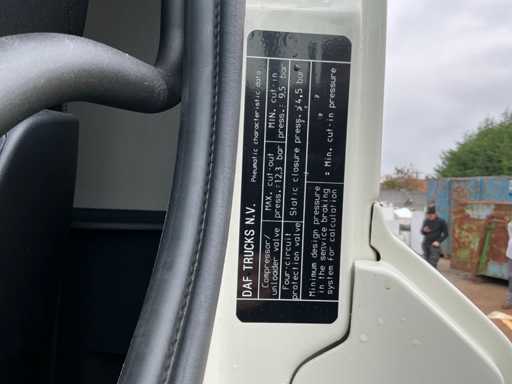 DAF TRUCKS N.V. Pneumatic characteristic data
Compressor/ MAX. cut-out MIN. cut-in
unloader valve press.: 12,3 bar press.: 9,5 bar
Four-circuit Static closure press. >4,5 bar
protection valve
Minimum design pressure
in the senvice braking = Min. cut-in pressure
system for calculation